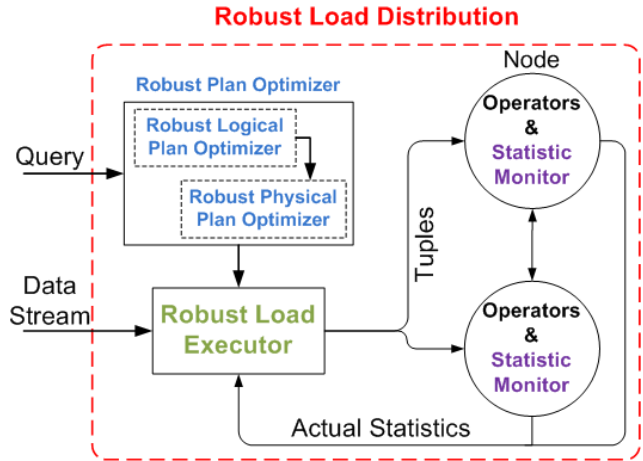 Robust Load Distribution
Robust Plan Optimizer
Robust Logical
Plan Optimizer
Robust Physical
Plan Optimizer
Query
Data
Stream
Robust Load
Executor
Tuples
Node
Operators
&
Statistic
Monitor
Operators
&
Statistic
Monitor
Actual Statistics